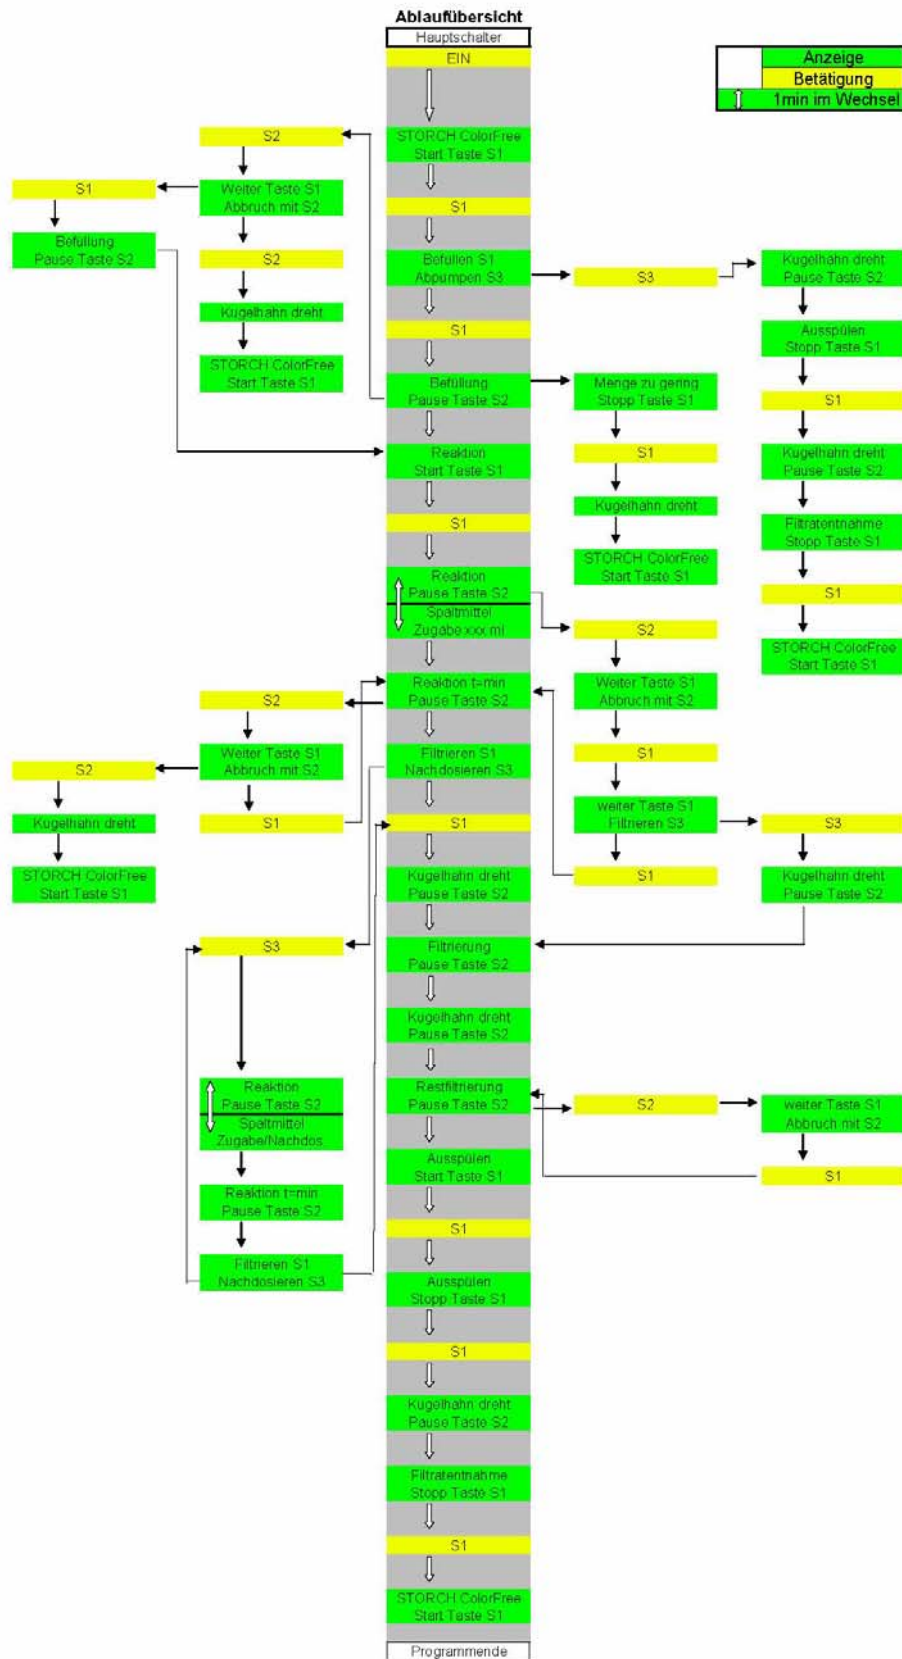 Ablaufübersicht
Hauptschalter
EIN
Anzeige
Betätigung
1min im Wechsel
STORCH ColorFree
Start Taste S1
S1
Befüllen S1
Abpumpen S3
S1
Befüllung
Pause Taste S2
Reaktion
Start Taste S1
S1
Reaktion
Pause Taste S2
Spaltmittel
Zugabe xxx ml
Reaktion t=min
Pause Taste S2
Filtrieren S1
Nachdosieren S3
S1
Kugelhahn dreht
Pause Taste S2
Filtrierung
Pause Taste S2
Kugelhahn dreht
Pause Taste S2
Restfiltrierung
Pause Taste S2
Ausspülen
Start Taste S1
S1
Ausspülen
Stopp Taste S1
S1
Kugelhahn dreht
Pause Taste S2
Filtratentnahme
Stopp Taste S1
S1
STORCH ColorFree
Start Taste S1
Programmende
S2
Weiter Taste S1
Abbruch mit S2
S1
Befüllung
Pause Taste S2
S2
Kugelhahn dreht
STORCH ColorFree
Start Taste S1
S3
Kugelhahn dreht
Pause Taste S2
Ausspülen
Stopp Taste S1
S1
Kugelhahn dreht
Pause Taste S2
Filtratentnahme
Stopp Taste S1
S1
STORCH ColorFree
Start Taste S1
Menge zu gering
Stopp Taste S1
S1
Kugelhahn dreht
STORCH ColorFree
Start Taste S1
S2
Weiter Taste S1
Abbruch mit S2
S1
weiter Taste S1
Filtrieren S3
S1
S3
Kugelhahn dreht
Pause Taste S2
S2
Weiter Taste S1
Abbruch mit S2
S1
S2
Kugelhahn dreht
STORCH ColorFree
Start Taste S1
S3
Reaktion
Pause Taste S2
Spaltmittel
Zugabe/Nachdos
Reaktion t=min
Pause Taste S2
Filtrieren S1
Nachdosieren S3
S2
weiter Taste S1
Abbruch mit S2
S1